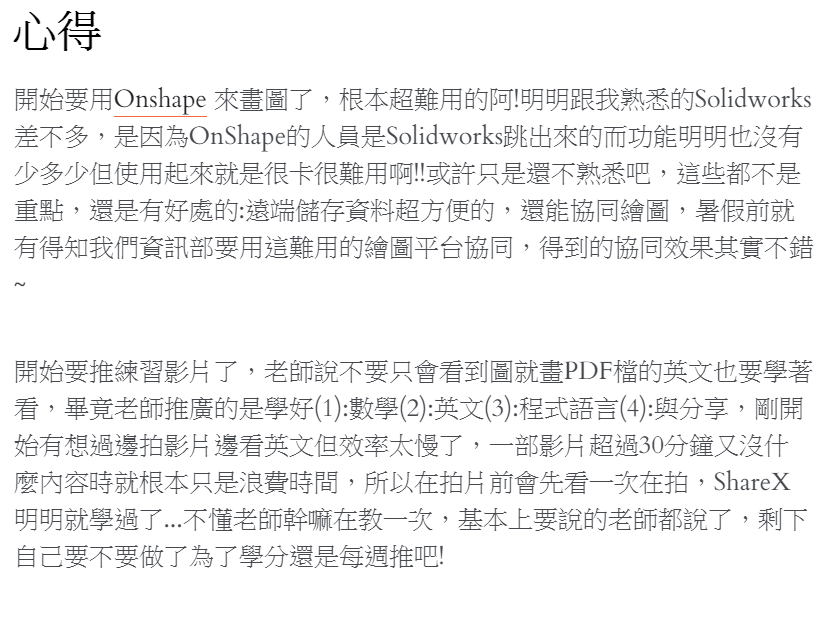 心得
開始要用Onshape 來畫圖了，根本超難用的阿!明明跟我熟悉的Solidworks
差不多，是因為OnShape的人員是Solidworks跳出來的而功能明明也沒有
少多少但使用起來就是很卡很難用啊!!或許只是還不熟悉吧，這些都不是
重點，還是有好處的:遠端儲存資料超方便的，還能協同繪圖，暑假前就
有得知我們資訊部要用這難用的繪圖平台協同，得到的協同效果其實不錯
~
開始要推練習影片了，老師說不要只會看到圖就畫PDF檔的英文也要學著
看，畢竟老師推廣的是學好(1):數學(2):英文(3):程式語言(4):與分享，剛開
始有想過邊拍影片邊看英文但效率太慢了，一部影片超過30分鐘又沒什
麼內容時就根本只是浪費時間，所以在拍片前會先看一次在拍，ShareX
明明就學過了...不懂老師幹嘛在教一次，基本上要說的老師都說了，剩下
自己要不要做了為了學分還是每週推吧!